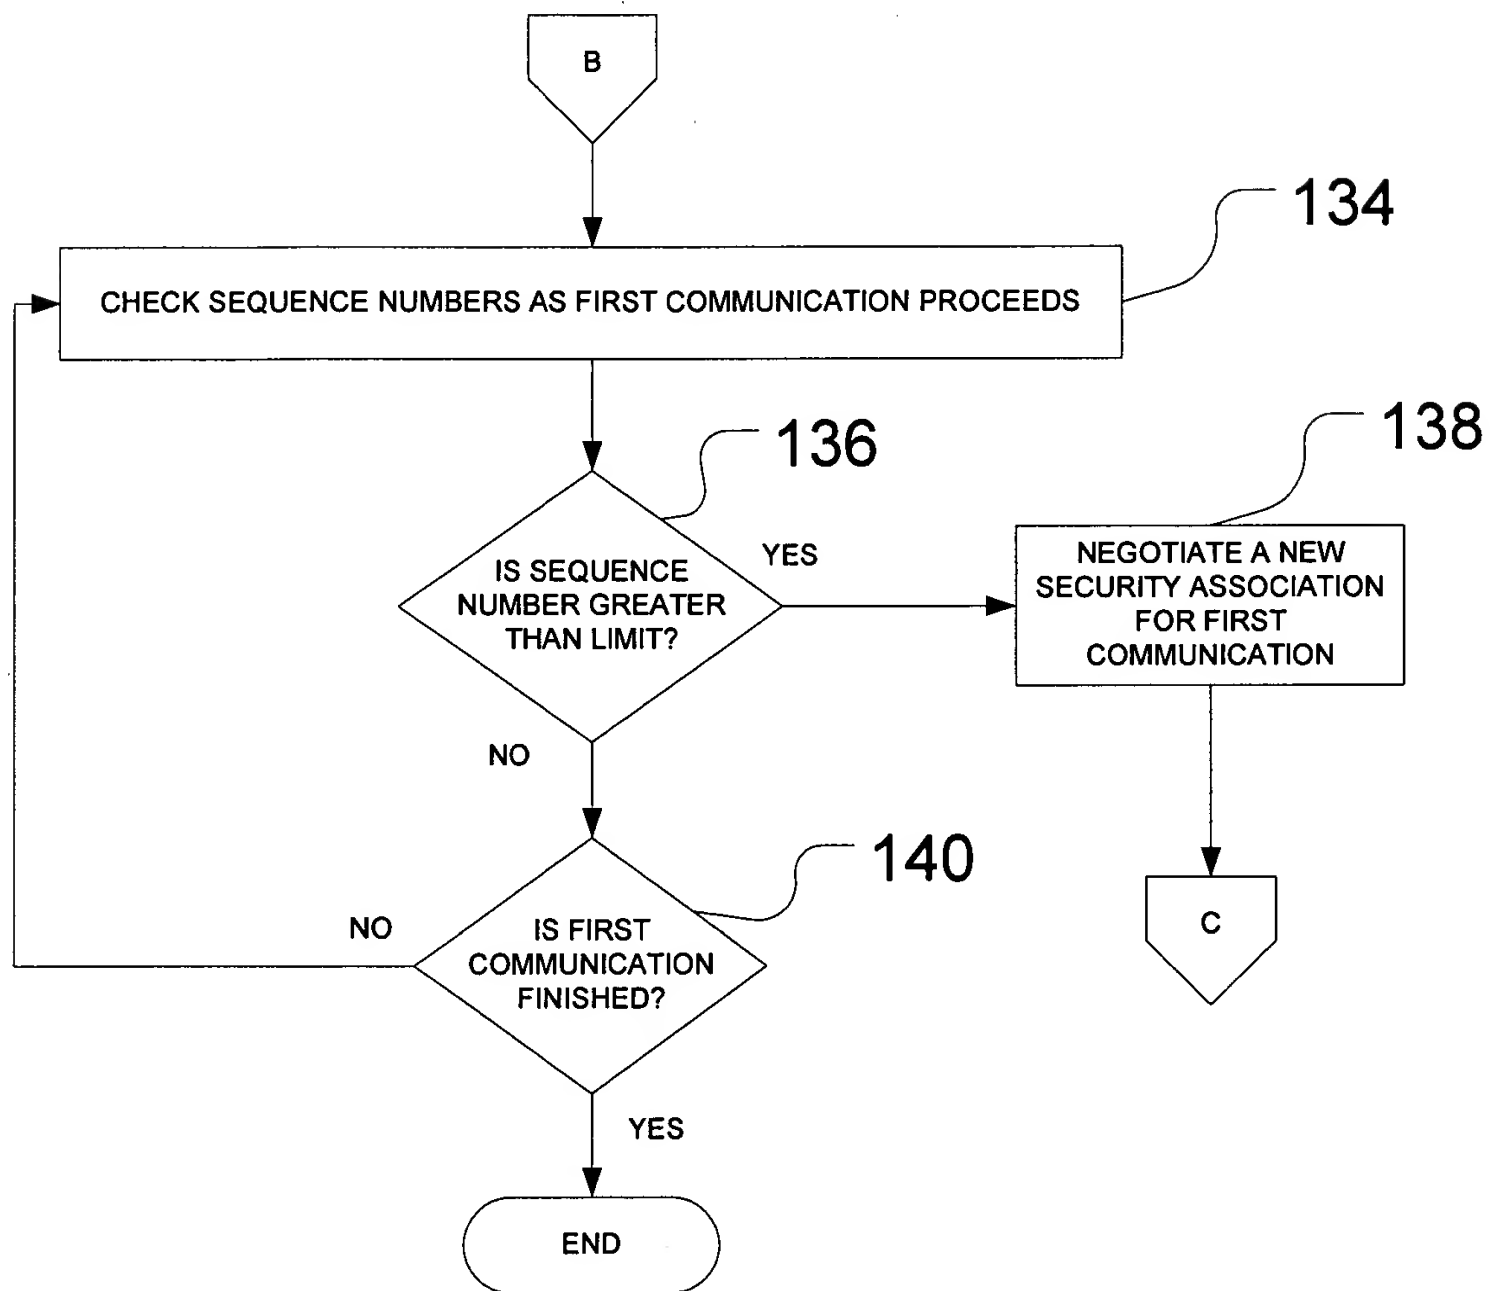 B
134
CHECK SEQUENCE NUMBERS AS FIRST COMMUNICATION PROCEEDS
136
138
IS SEQUENCE
NUMBER GREATER
THAN LIMIT?
YES
NEGOTIATE A NEW
SECURITY ASSOCIATION
FOR FIRST
COMMUNICATION
NO
140
NO
IS FIRST
COMMUNICATION
FINISHED?
C
YES
END